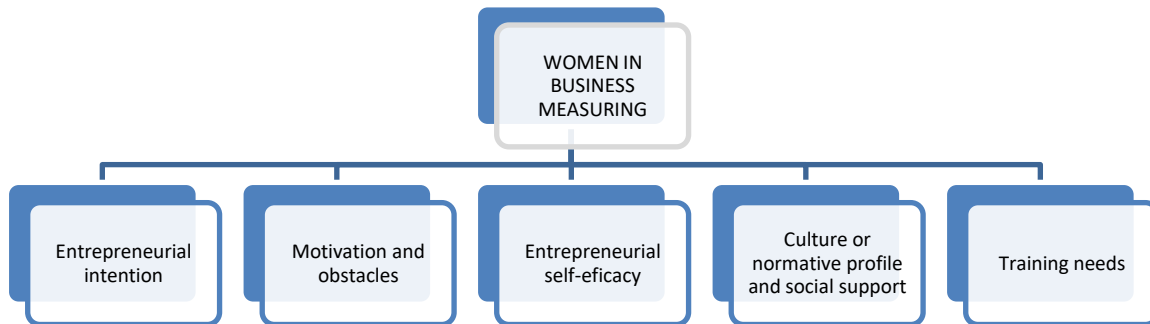 WOMEN IN
BUSINESS
MEASURING
Entrepreneurial
intention
Motivation and
obstacles
Entrepreneurial
self-eficacy
Culture or
normative profile
and social support
Training needs